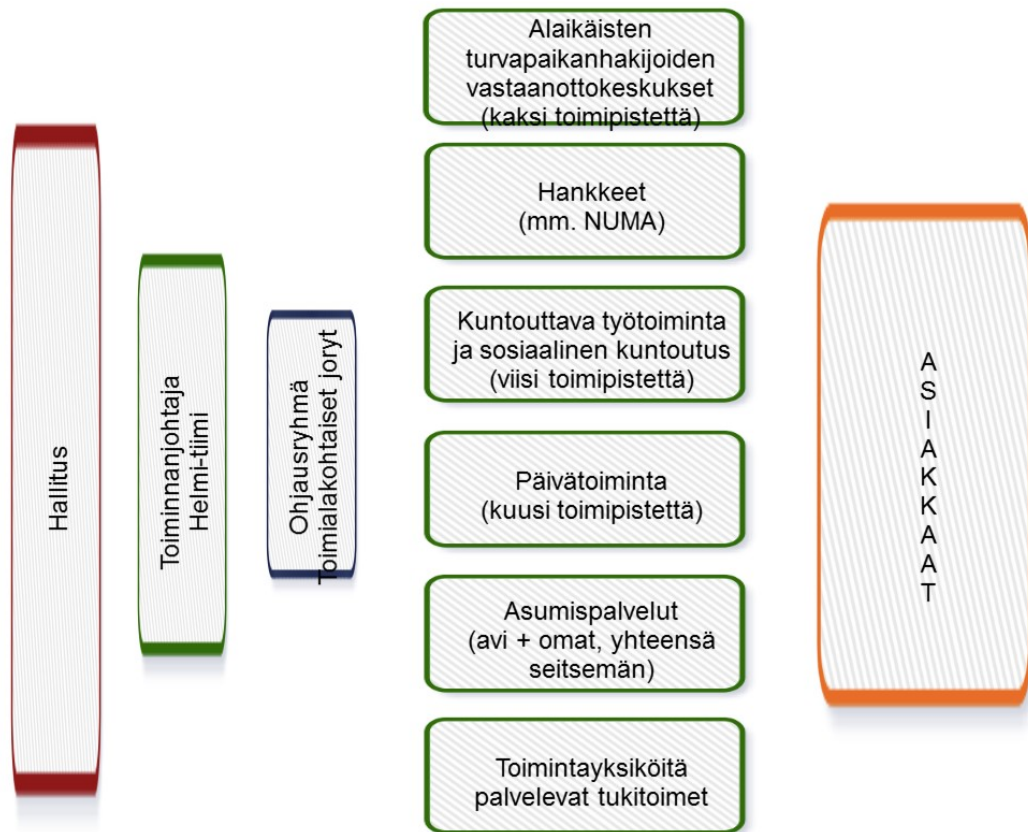 Hallitus
Toiminnanjohtaja
Helmi-tiimi
Ohjausryhmä
Toimialakohtaiset joryt
Alaikäisten
turvapaikanhakijoiden
vastaanottokeskukset
(kaksi toimipistettä)
Hankkeet
(mm. NUMA)
Kuntouttava työtoiminta
ja sosiaalinen kuntoutus
(viisi toimipistettä)
Päivätoiminta
(kuusi toimipistettä)
Asumispalvelut
(avi + omat, yhteensä
seitsemän)
Toimintayksiköitä
palvelevat tukitoimet
A
S
I
A
K
K
A
A
T